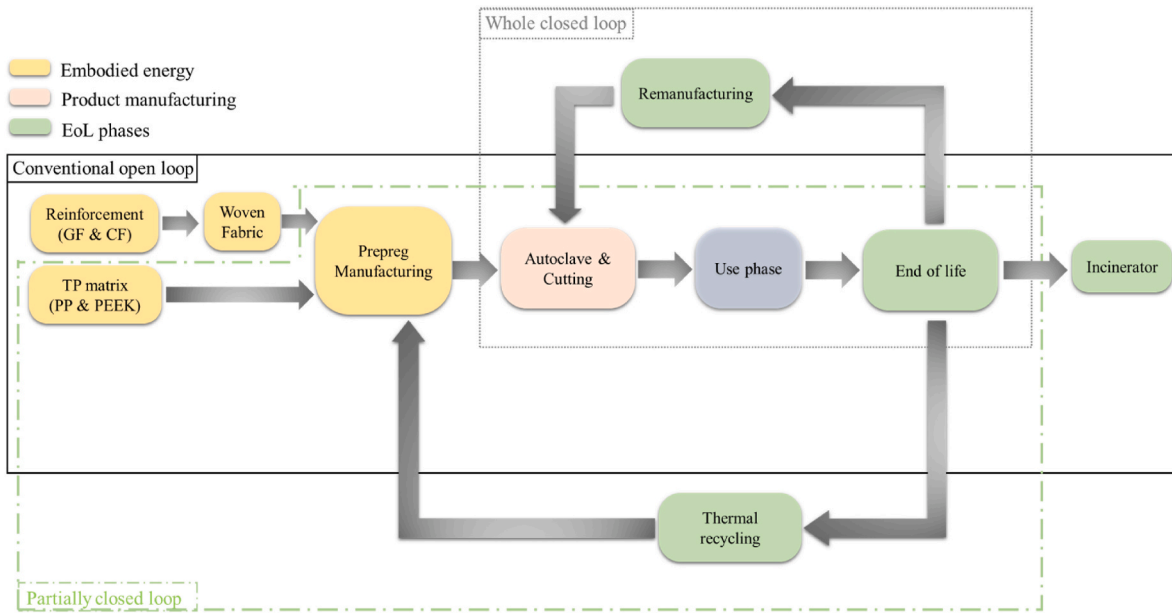 Whole closed loop
Embodied energy
Product manufacturing
EoL phases
Remanufacturing
Conventional open loop
Reinforcement
(GF & CF)
Woven
Fabric
TP matrix
(PP & PEEK)
Prepreg
Manufacturing
Autoclave &
Cutting
Use phase
End of life
Incinerator
Thermal
recycling
Partially closed loop